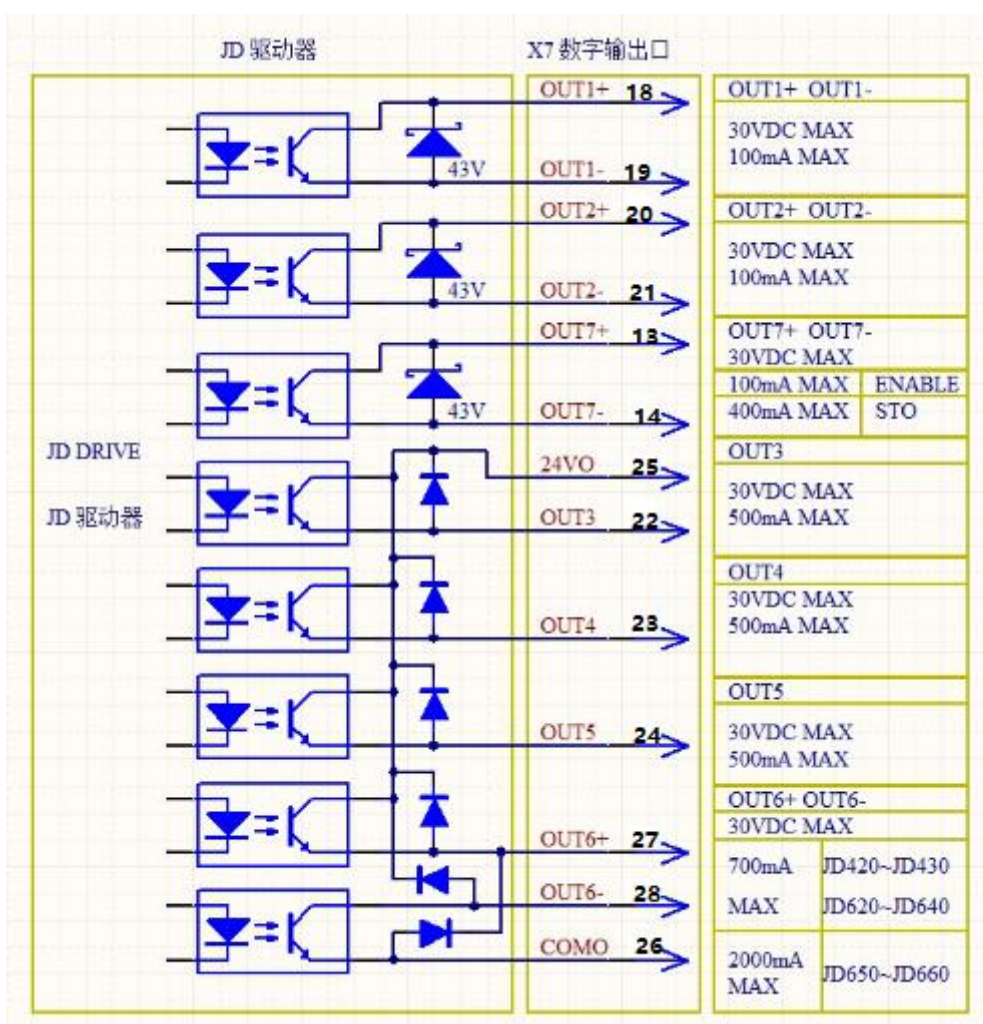 JD 驱动器
X7 数字输出口
OUT1+ 18
OUT1+ OUT1-
30VDC MAX
100mA MAX
43V
OUT1- 19
OUT2+ 20
OUT2+ OUT2-
30VDC MAX
100mA MAX
43V
OUT2- 21
OUT7+ 13
OUT7+ OUT7-
30VDC MAX
100mA MAX ENABLE
43V
OUT7- 14
400mA MAX STO
JD DRIVE
JD 驱动器
24VO 25
OUT3
30VDC MAX
500mA MAX
OUT3 22
OUT4
30VDC MAX
500mA MAX
OUT4 23
OUT5
30VDC MAX
500mA MAX
OUT5 24
OUT6+ OUT6-
30VDC MAX
OUT6+ 27
700mA JD420~JD430
OUT6- 28
MAX JD620~JD640
COMO 26
2000mA
MAX
JD650~JD660